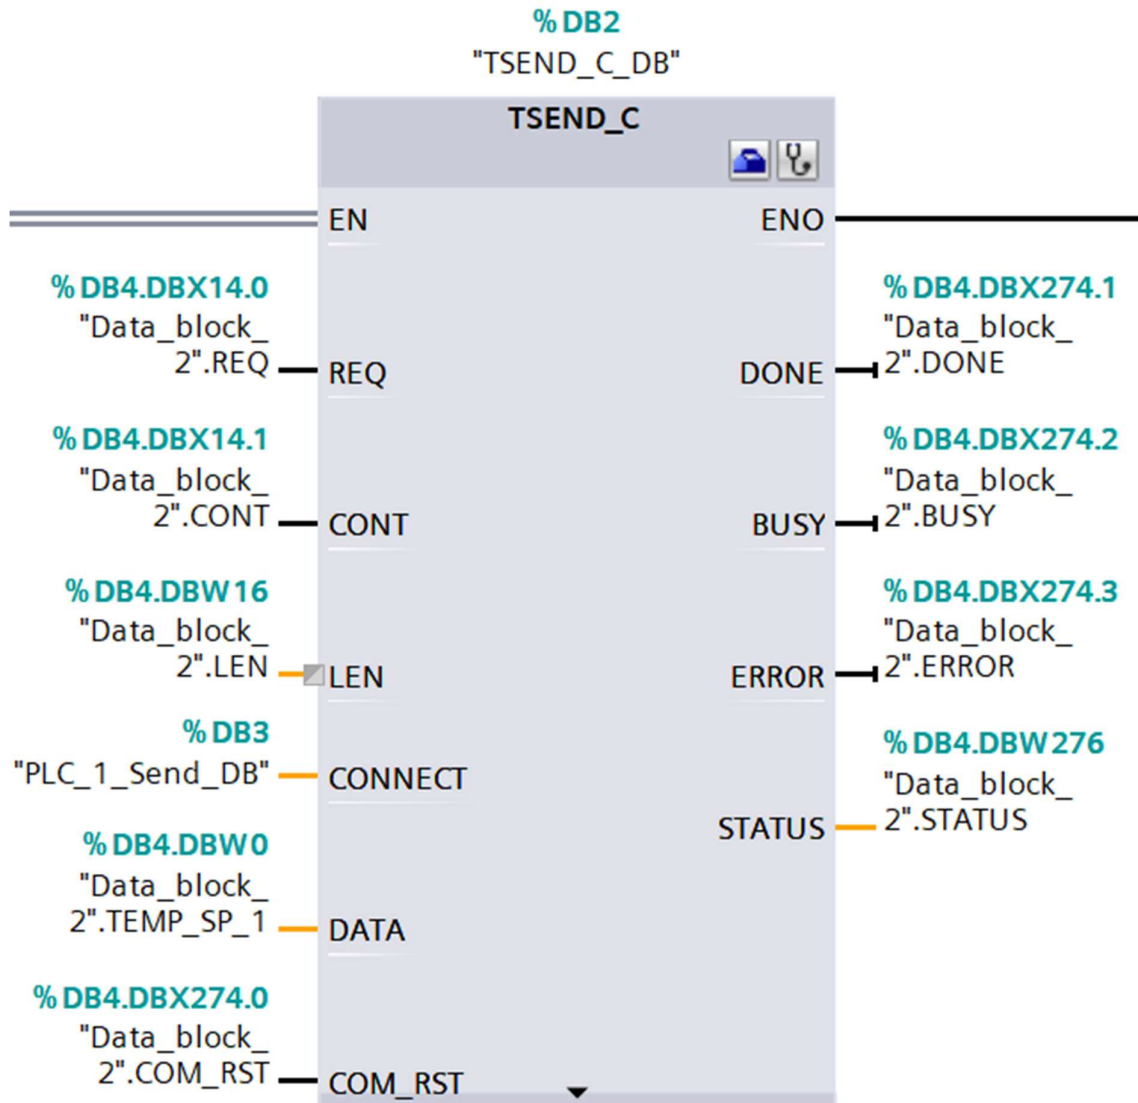 %DB2
"TSEND_C_DB"
TSEND_C
EN
ENO
%DB4.DBX14.0
"Data_block_
2".REQ
REQ
%DB4.DBX274.1
"Data_block_
2".DONE
DONE
%DB4.DBX14.1
"Data_block_
2".CONT
CONT
%DB4.DBX274.2
"Data_block_
2".BUSY
BUSY
%DB4.DBW16
"Data_block_
2".LEN
LEN
%DB4.DBX274.3
"Data_block_
2".ERROR
ERROR
%DB3
"PLC_1_Send_DB"
CONNECT
%DB4.DBW276
"Data_block_
2".STATUS
STATUS
%DB4.DBW0
"Data_block_
2".TEMP_SP_1
DATA
%DB4.DBX274.0
"Data_block_
2".COM_RST
COM_RST